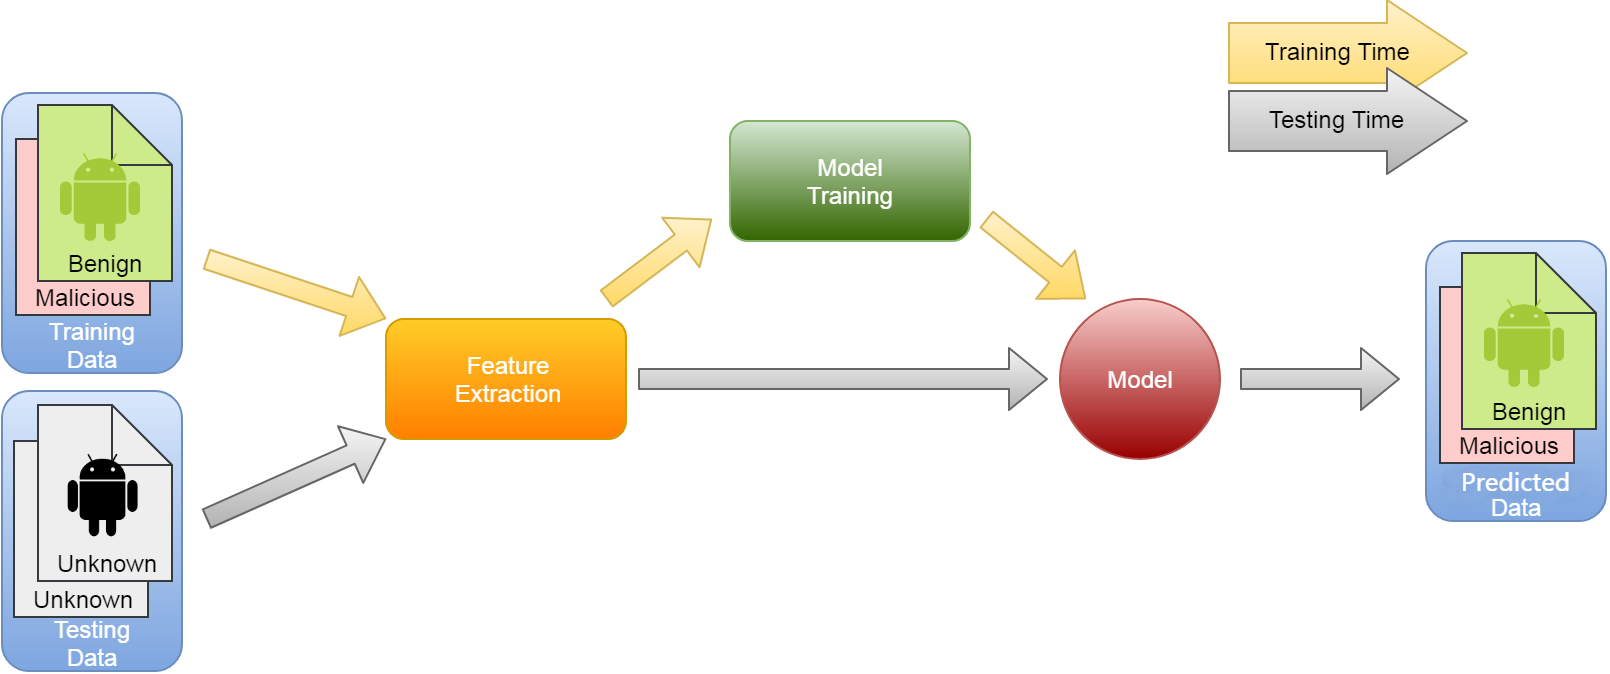 Training Time
Testing Time
Benign
Malicious
Training
Data
Model
Training
Feature
Extraction
Model
Benign
Malicious
Predicted
Data
Unknown
Unknown
Testing
Data